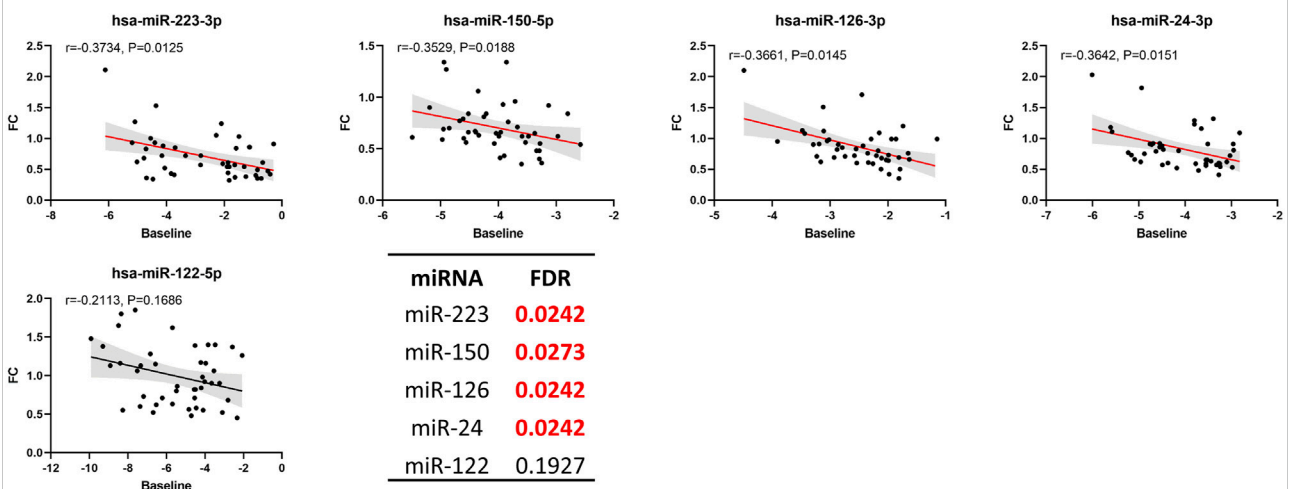 hsa-miR-223-3p
r=-0.3734, P=0.0125
FC
2.5
2.0
1.5
1.0
0.5
0.0
-8 -6 -4 -2 0
Baseline
hsa-miR-150-5p
r=-0.3529, P=0.0188
FC
1.5
1.0
0.5
0.0
-6 -5 -4 -3 -2
Baseline
hsa-miR-126-3p
r=-0.3661, P=0.0145
FC
2.5
2.0
1.5
1.0
0.5
0.0
-5 -4 -3 -2 -1
Baseline
hsa-miR-24-3p
r=-0.3642, P=0.0151
FC
2.5
2.0
1.5
1.0
0.5
0.0
-7 -6 -5 -4 -3 -2
Baseline
hsa-miR-122-5p
r=-0.2113, P=0.1686
FC
2.0
1.5
1.0
0.5
0.0
-12 -10 -8 -6 -4 -2 0
Baseline
miRNA FDR
miR-223 0.0242
miR-150 0.0273
miR-126 0.0242
miR-24 0.0242
miR-122 0.1927